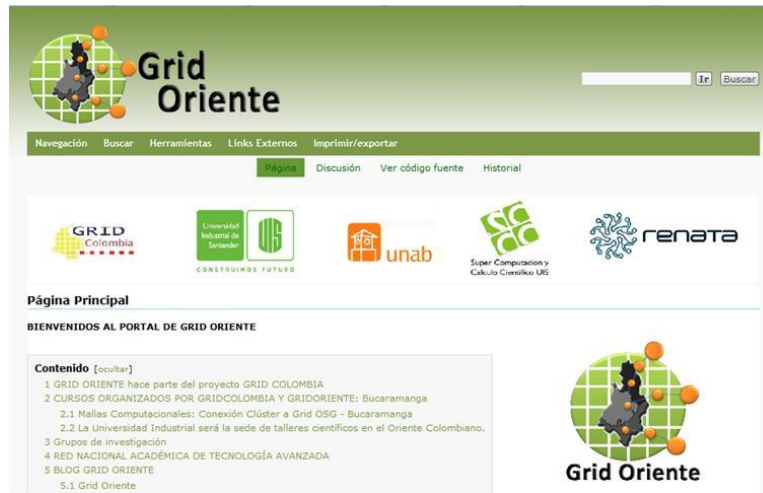 Grid
Oriente
Ir Buscar
Navegación Buscar Herramientas Links Externos Imprimir/exportar
Página Discusión Ver código fuente Historial
GRID
Colombia
Universidad
Industrial de
Santander
UIS
CONSTRUIMOS FUTURO
unab
SC
CC
Super Computacion y
Calculo Cientifico UIS
renata
Página Principal
BIENVENIDOS AL PORTAL DE GRID ORIENTE
Contenido [ocultar]
1 GRID ORIENTE hace parte del proyecto GRID COLOMBIA
2 CURSOS ORGANIZADOS POR GRIDCOLOMBIA Y GRIDORIENTE: Bucaramanga
2.1 Mallas Computacionales: Conexión Clúster a Grid OSG - Bucaramanga
2.2 La Universidad Industrial será la sede de talleres científicos en el Oriente Colombiano.
3 Grupos de investigación
4 RED NACIONAL ACADÉMICA DE TECNOLOGÍA AVANZADA
5 BLOG GRID ORIENTE
5.1 Grid Oriente
Grid Oriente